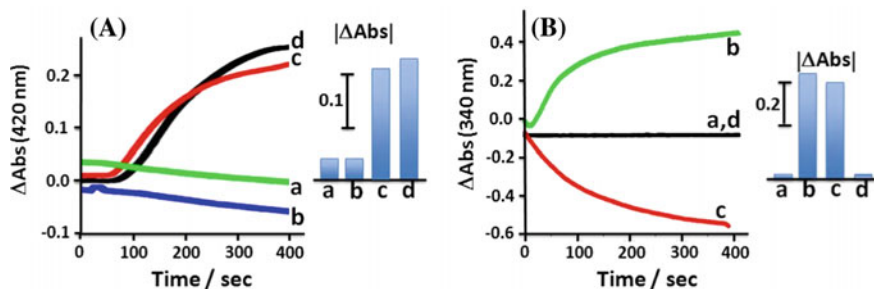 (A)
ΔAbs (420 nm)
0.2
0.1
0.0
-0.1
0
100
200
300
400
Time / sec
d
c
a
b
|ΔAbs|
0.1
a b c d
(B)
ΔAbs (340 nm)
0.4
0.2
0.0
-0.2
-0.4
-0.6
0
100
200
300
400
Time / sec
b
a,d
c
|ΔAbs|
0.2
a b c d